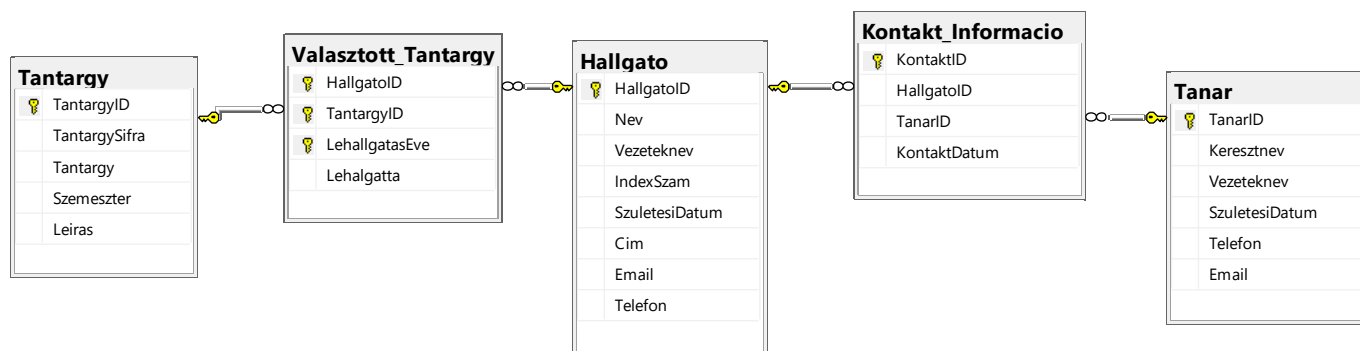 Tantargy
TantargyID
TantargySifra
Tantargy
Szemeszter
Leiras
Valasztott_Tantargy
HallgatoID
TantargyID
LehallgatasEve
Lehalgatta
Hallgato
HallgatoID
Nev
Vezeteknev
IndexSzam
SzuletesiDatum
Cim
Email
Telefon
Kontakt_Informacio
KontaktID
HallgatoID
TanarID
KontaktDatum
Tanar
TanarID
Keresztnev
Vezeteknev
SzuletesiDatum
Telefon
Email